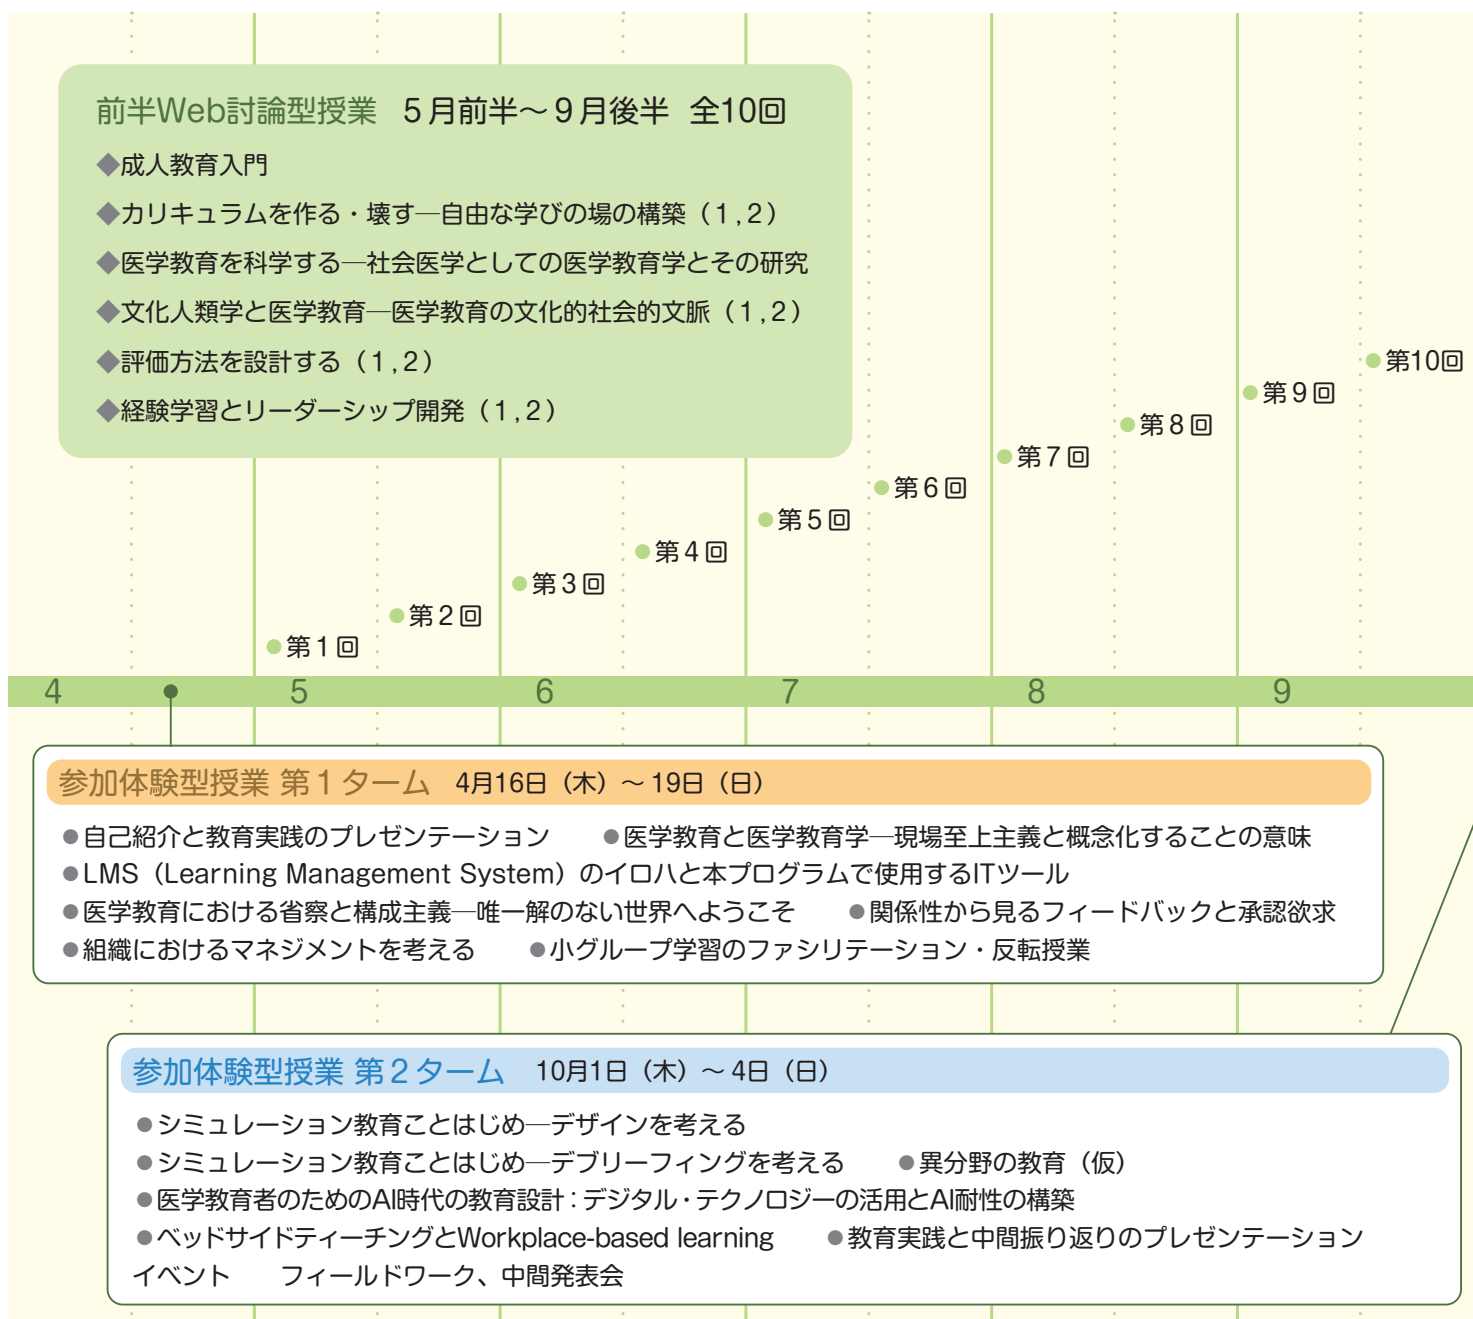 前半Web討論型授業 5月前半～9月後半 全10回
◆成人教育入門
◆カリキュラムを作る・壊す―自由な学びの場の構築（1,2）
◆医学教育を科学する―社会医学としての医学教育学とその研究
◆文化人類学と医学教育―医学教育の文化的社会的文脈（1,2）
◆評価方法を設計する（1,2）
◆経験学習とリーダーシップ開発（1,2）
●第10回
●第9回
●第8回
●第7回
●第6回
●第5回
●第4回
●第3回
●第2回
●第1回
4 5 6 7 8 9
参加体験型授業 第1ターム 4月16日（木）～19日（日）
●自己紹介と教育実践のプレゼンテーション ●医学教育と医学教育学―現場至上主義と概念化することの意味
●LMS（Learning Management System）のイロハと本プログラムで使用するITツール
●医学教育における省察と構成主義―唯一解のない世界へようこそ ●関係性から見るフィードバックと承認欲求
●組織におけるマネジメントを考える ●小グループ学習のファシリテーション・反転授業
参加体験型授業 第2ターム 10月1日（木）～4日（日）
●シミュレーション教育ことはじめ―デザインを考える
●シミュレーション教育ことはじめ―デブリーフィングを考える ●異分野の教育（仮）
●医学教育者のためのAI時代の教育設計：デジタル・テクノロジーの活用とAI耐性の構築
●ベッドサイドティーチングとWorkplace-based learning ●教育実践と中間振り返りのプレゼンテーション
イベント フィールドワーク、中間発表会